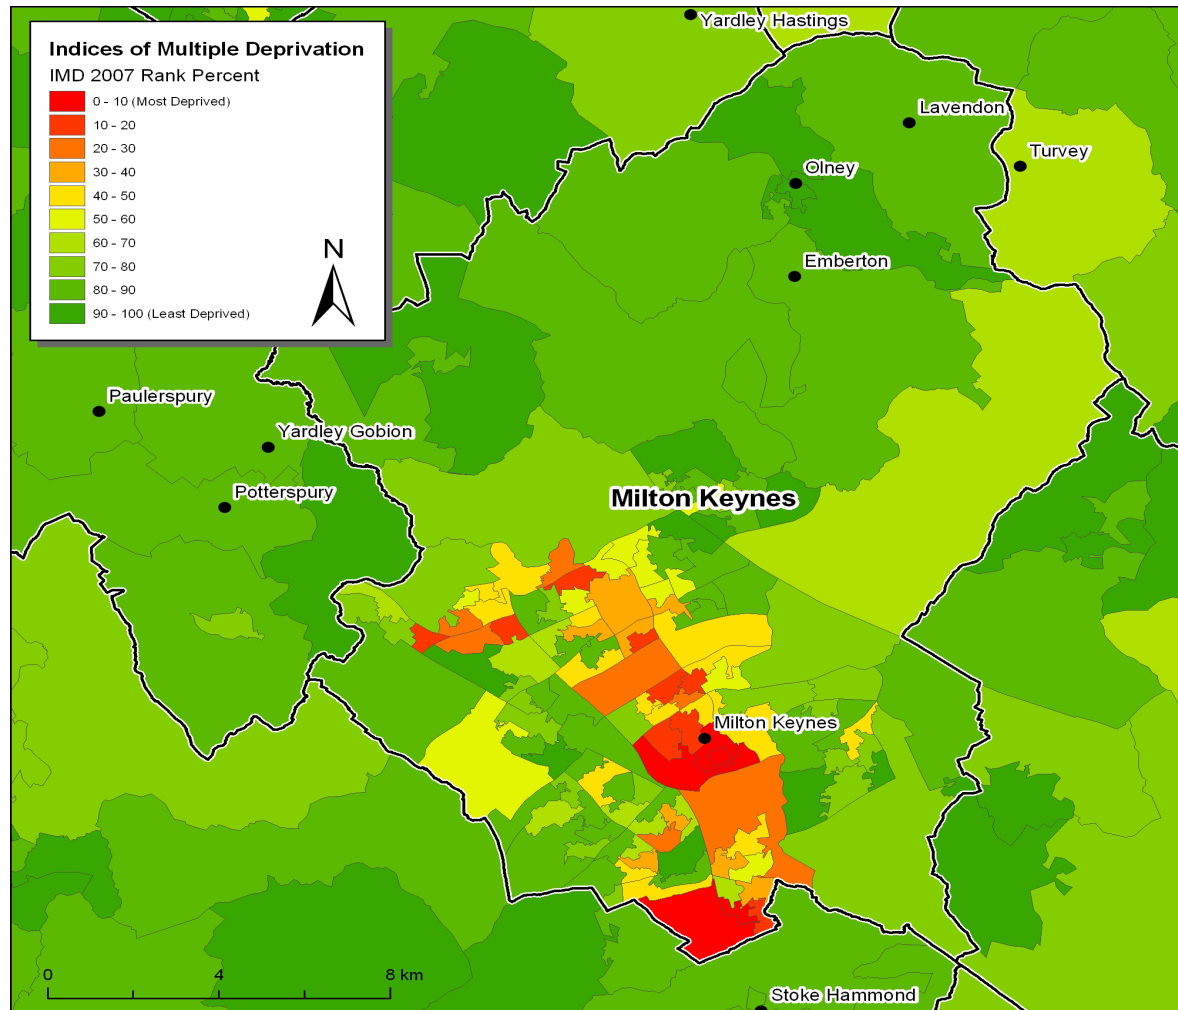 Yardley Hastings
Indices of Multiple Deprivation
IMD 2007 Rank Percent
0 - 10 (Most Deprived)
10 - 20
20 - 30
30 - 40
40 - 50
50 - 60
60 - 70
70 - 80
80 - 90
90 - 100 (Least Deprived)
N
Lavendon
Turvey
Olney
Emberton
Paulerspury
Yardley Gobion
Potterspury
Milton Keynes
Milton Keynes
0 4 8 km
Stoke Hammond